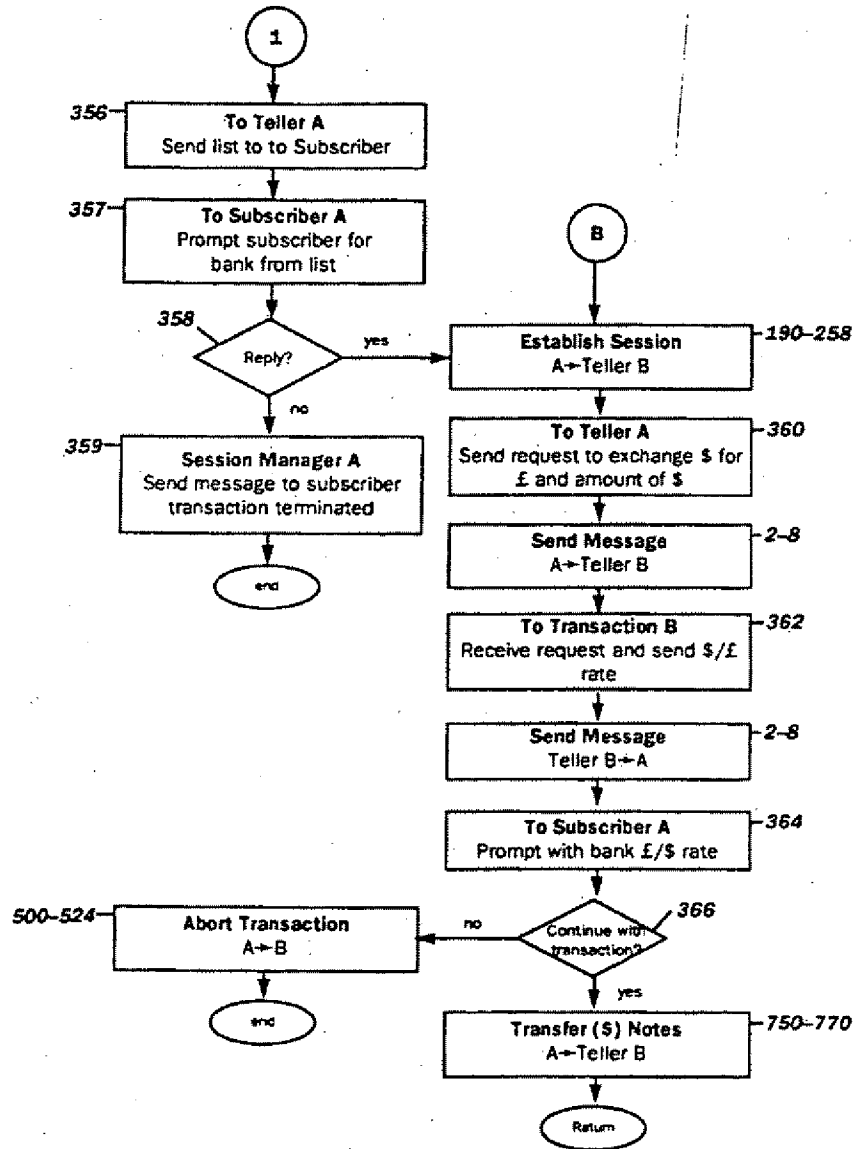 1
356
To Teller A
Send list to to Subscriber
357
To Subscriber A
Prompt subscriber for
bank from list
358
Reply?
yes
no
359
Session Manager A
Send message to subscriber
transaction terminated
end
B
190-258
Establish Session
A→Teller B
360
To Teller A
Send request to exchange $ for
£ and amount of $
2-8
Send Message
A→Teller B
362
To Transaction B
Receive request and send $/£
rate
2-8
Send Message
Teller B→A
364
To Subscriber A
Prompt with bank £/$ rate
366
Continue with
transaction?
no
500-524
Abort Transaction
A→B
end
yes
750-770
Transfer ($) Notes
A→Teller B
Return